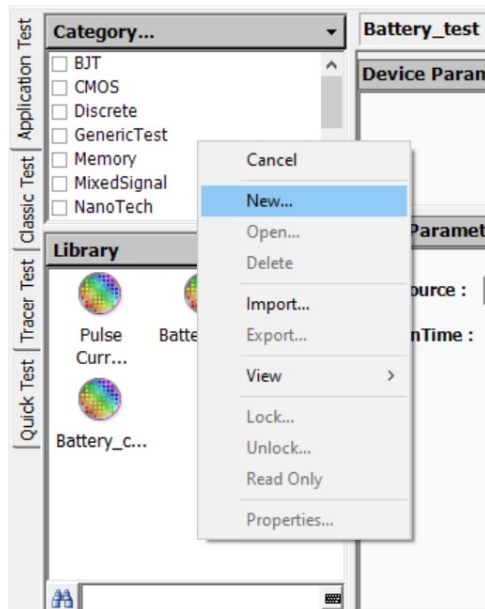 Application Test
Classic Test
Tracer Test
Quick Test
Category...
BJT
CMOS
Discrete
GenericTest
Memory
MixedSignal
NanoTech
Library
Pulse
Curr...
Batte
Battery_c...
Cancel
New...
Open...
Delete
Import...
Export...
View
Lock...
Unlock...
Read Only
Properties...
Battery_test
Device Param
Paramet
ource :
nTime :